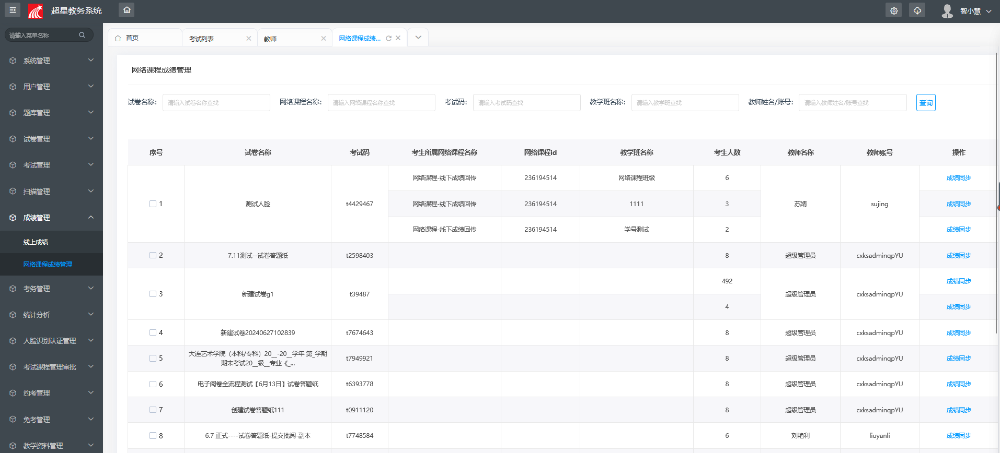 超星教务系统
智小慧
请输入菜单名称
首页
考试列表
教师
网络课程成绩...
系统管理
用户管理
题库管理
试卷管理
考试管理
扫描管理
成绩管理
线上成绩
网络课程成绩管理
考务管理
统计分析
人脸识别认证管理
考试课程管理审批
约考管理
免考管理
教学资料管理
网络课程成绩管理
试卷名称: 请输入试卷名称查找 网络课程名称: 请输入网络课程名称查找 考试码: 请输入考试码查找 教学班名称: 请输入教学班查找 教师姓名/账号: 请输入教师姓名/账号查找 查询
序号 试卷名称 考试码 考生所属网络课程名称 网络课程id 教学班名称 考生人数 教师名称 教师账号 操作
网络课程-线下成绩回传 236194514 网络课程班级 6 成绩同步
1 测试人脸 t4429467 网络课程-线下成绩回传 236194514 1111 3 苏婧 sujing 成绩同步
网络课程-线下成绩回传 236194514 学号测试 2 成绩同步
2 7.11测试--试卷答题纸 t2598403 8 超级管理员 cxksadminqpYU 成绩同步
492 成绩同步
3 新建试卷g1 t39487 超级管理员 cxksadminqpYU
4 成绩同步
4 新建试卷20240627102839 t7674643 8 超级管理员 cxksadminqpYU 成绩同步
5 大连艺术学院（本科/专科）20__-20__学年 第_学期
期末考试20__级__专业《_... t7949921 8 超级管理员 cxksadminqpYU 成绩同步
6 电子阅卷全流程测试【6月13日】试卷答题纸 t6393778 8 超级管理员 cxksadminqpYU 成绩同步
7 创建试卷答题纸111 t0911120 8 超级管理员 cxksadminqpYU 成绩同步
8 6.7 正式----试卷答题纸-提交批阅-副本 t7748584 6 刘艳利 liuyanli 成绩同步